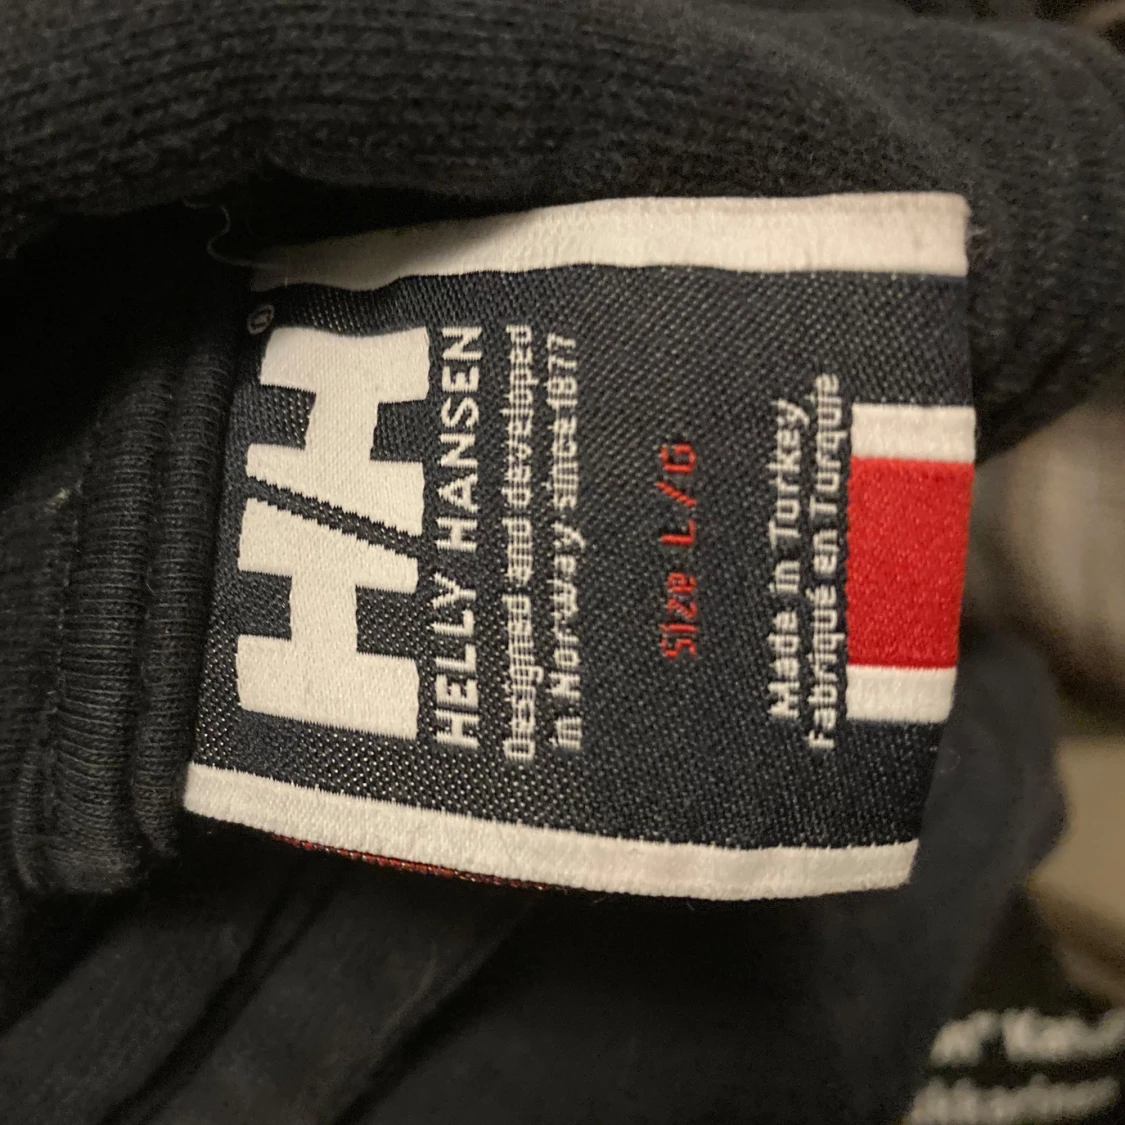 HH®
HELLY HANSEN
Designed and developed
in Norway since 1877
Size L/G
Made in Turkey
Fabriqué en Turquie